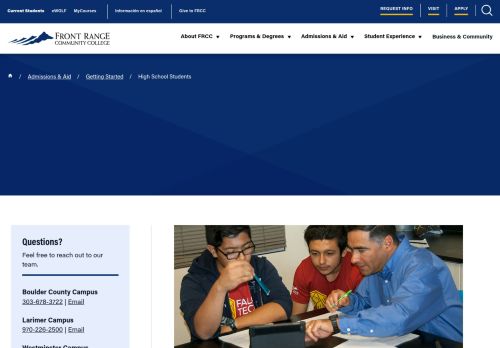 Current Students eWOLF MyCourses Información en español Give to FRCC REQUEST INFO VISIT APPLY
FRONT RANGE
COMMUNITY COLLEGE
About FRCC Programs & Degrees Admissions & Aid Student Experience Business & Community
/ Admissions & Aid / Getting Started / High School Students
Questions?
Feel free to reach out to our
team.
Boulder County Campus
303-678-3722 | Email
Larimer Campus
970-226-2500 | Email
Westminster Campus